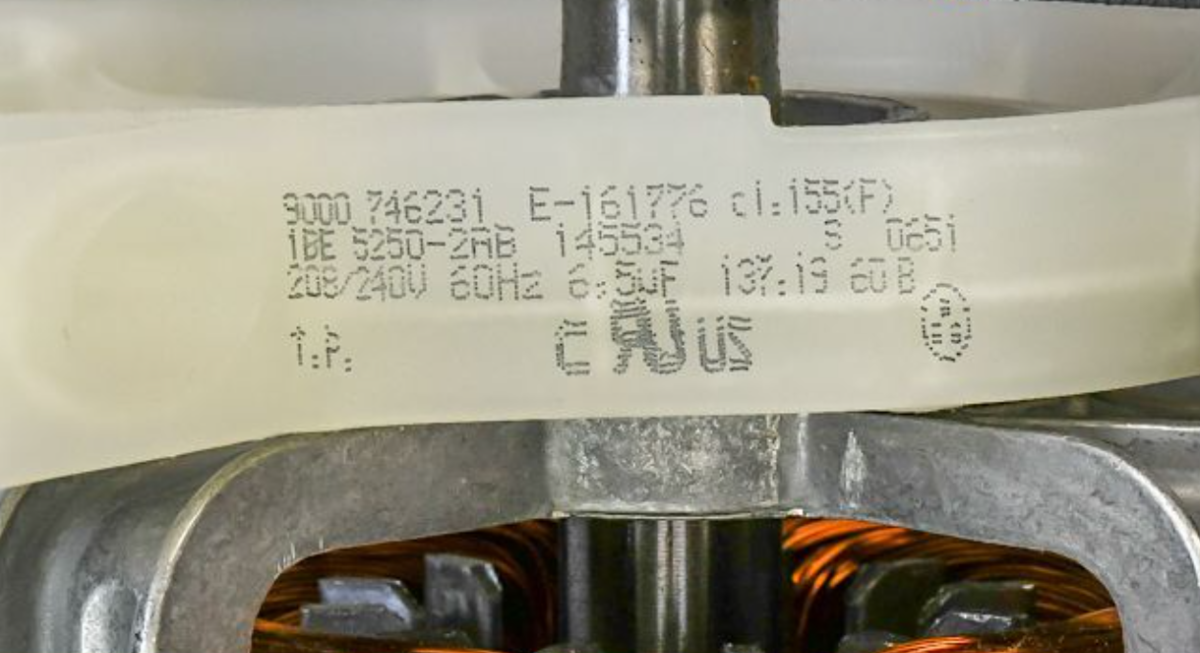 9000 746231 E-161776 cl.155(F)
1BE 5250-2AB 145534 S 0651
208/240V 60Hz 6.5uF 13%.19 60 B
T.P. C RU US